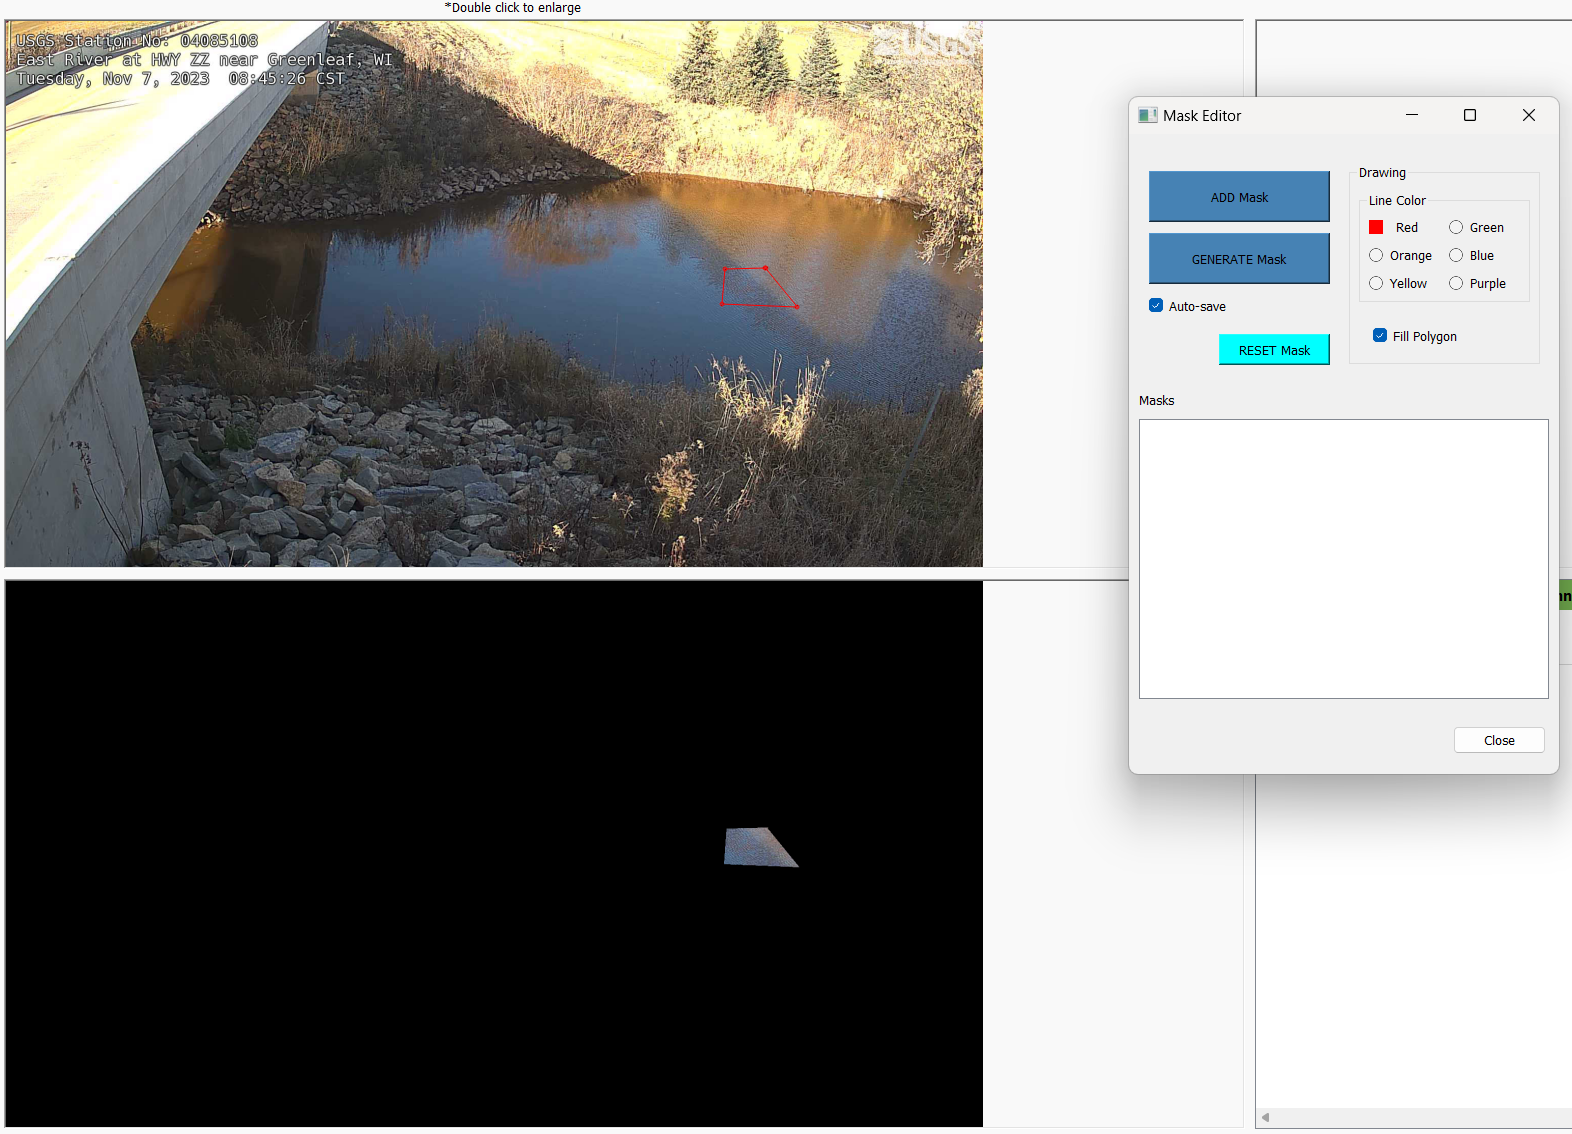 *Double click to enlarge
USGS Station No: 04085108
East River at HWY ZZ near Greenleaf, WI
Tuesday, Nov 7, 2023 08:45:26 CST
USGS
Mask Editor
ADD Mask
GENERATE Mask
Auto-save
RESET Mask
Drawing
Line Color
Red
Green
Orange
Blue
Yellow
Purple
Fill Polygon
Masks
Close